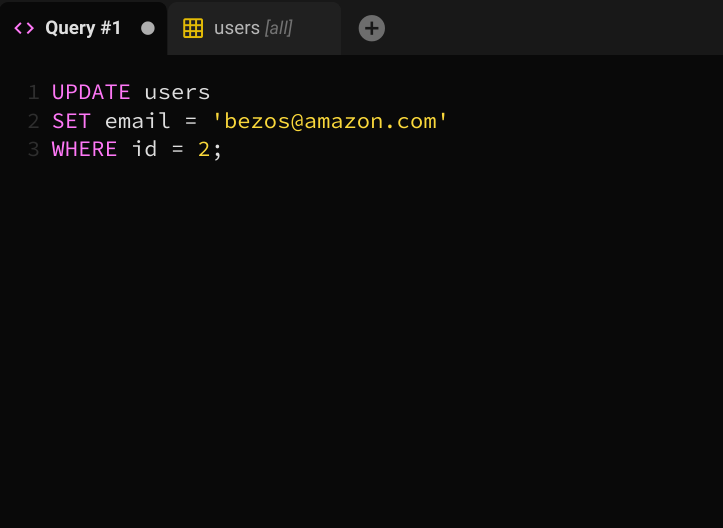 Query #1
users [all]
1 UPDATE users
2 SET email = 'bezos@amazon.com'
3 WHERE id = 2;